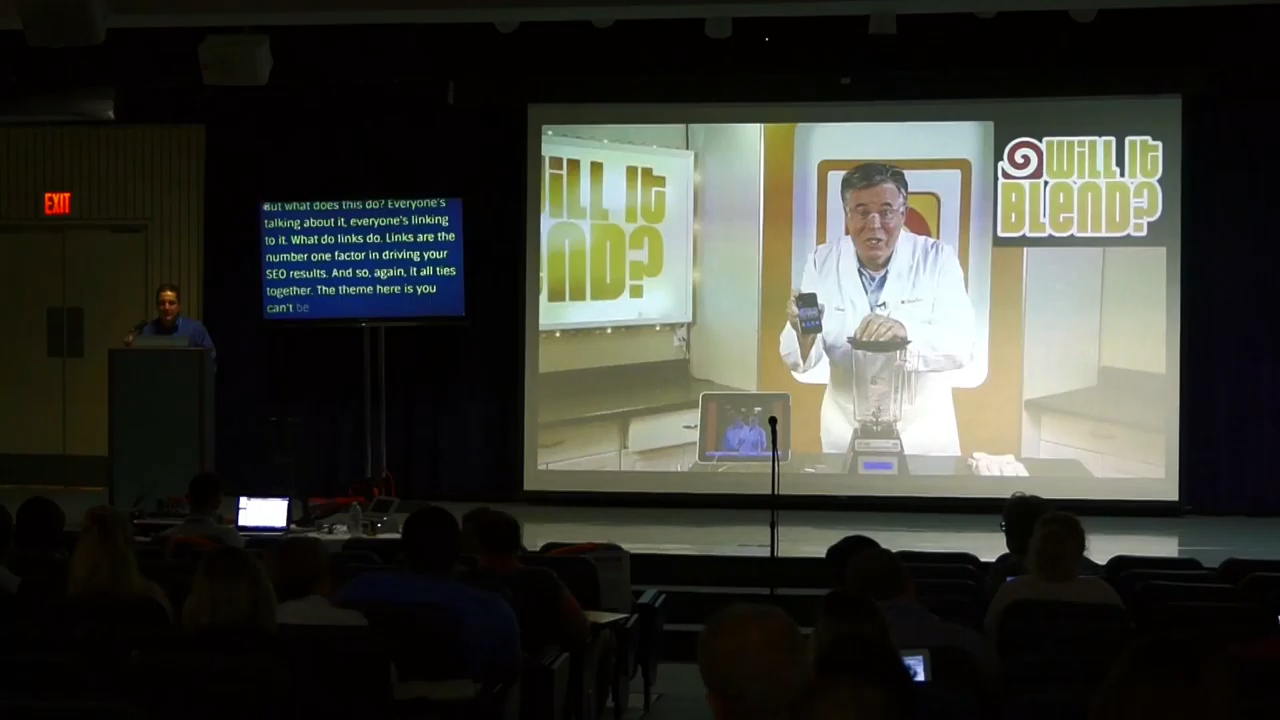 EXIT
But what does this do? Everyone's
talking about it, everyone's linking
to it. What do links do. Links are the
number one factor in driving your
SEO results. And so, again, it all ties
together. The theme here is you
can't be
WiLL it
END?
WiLL It
BLEnD?